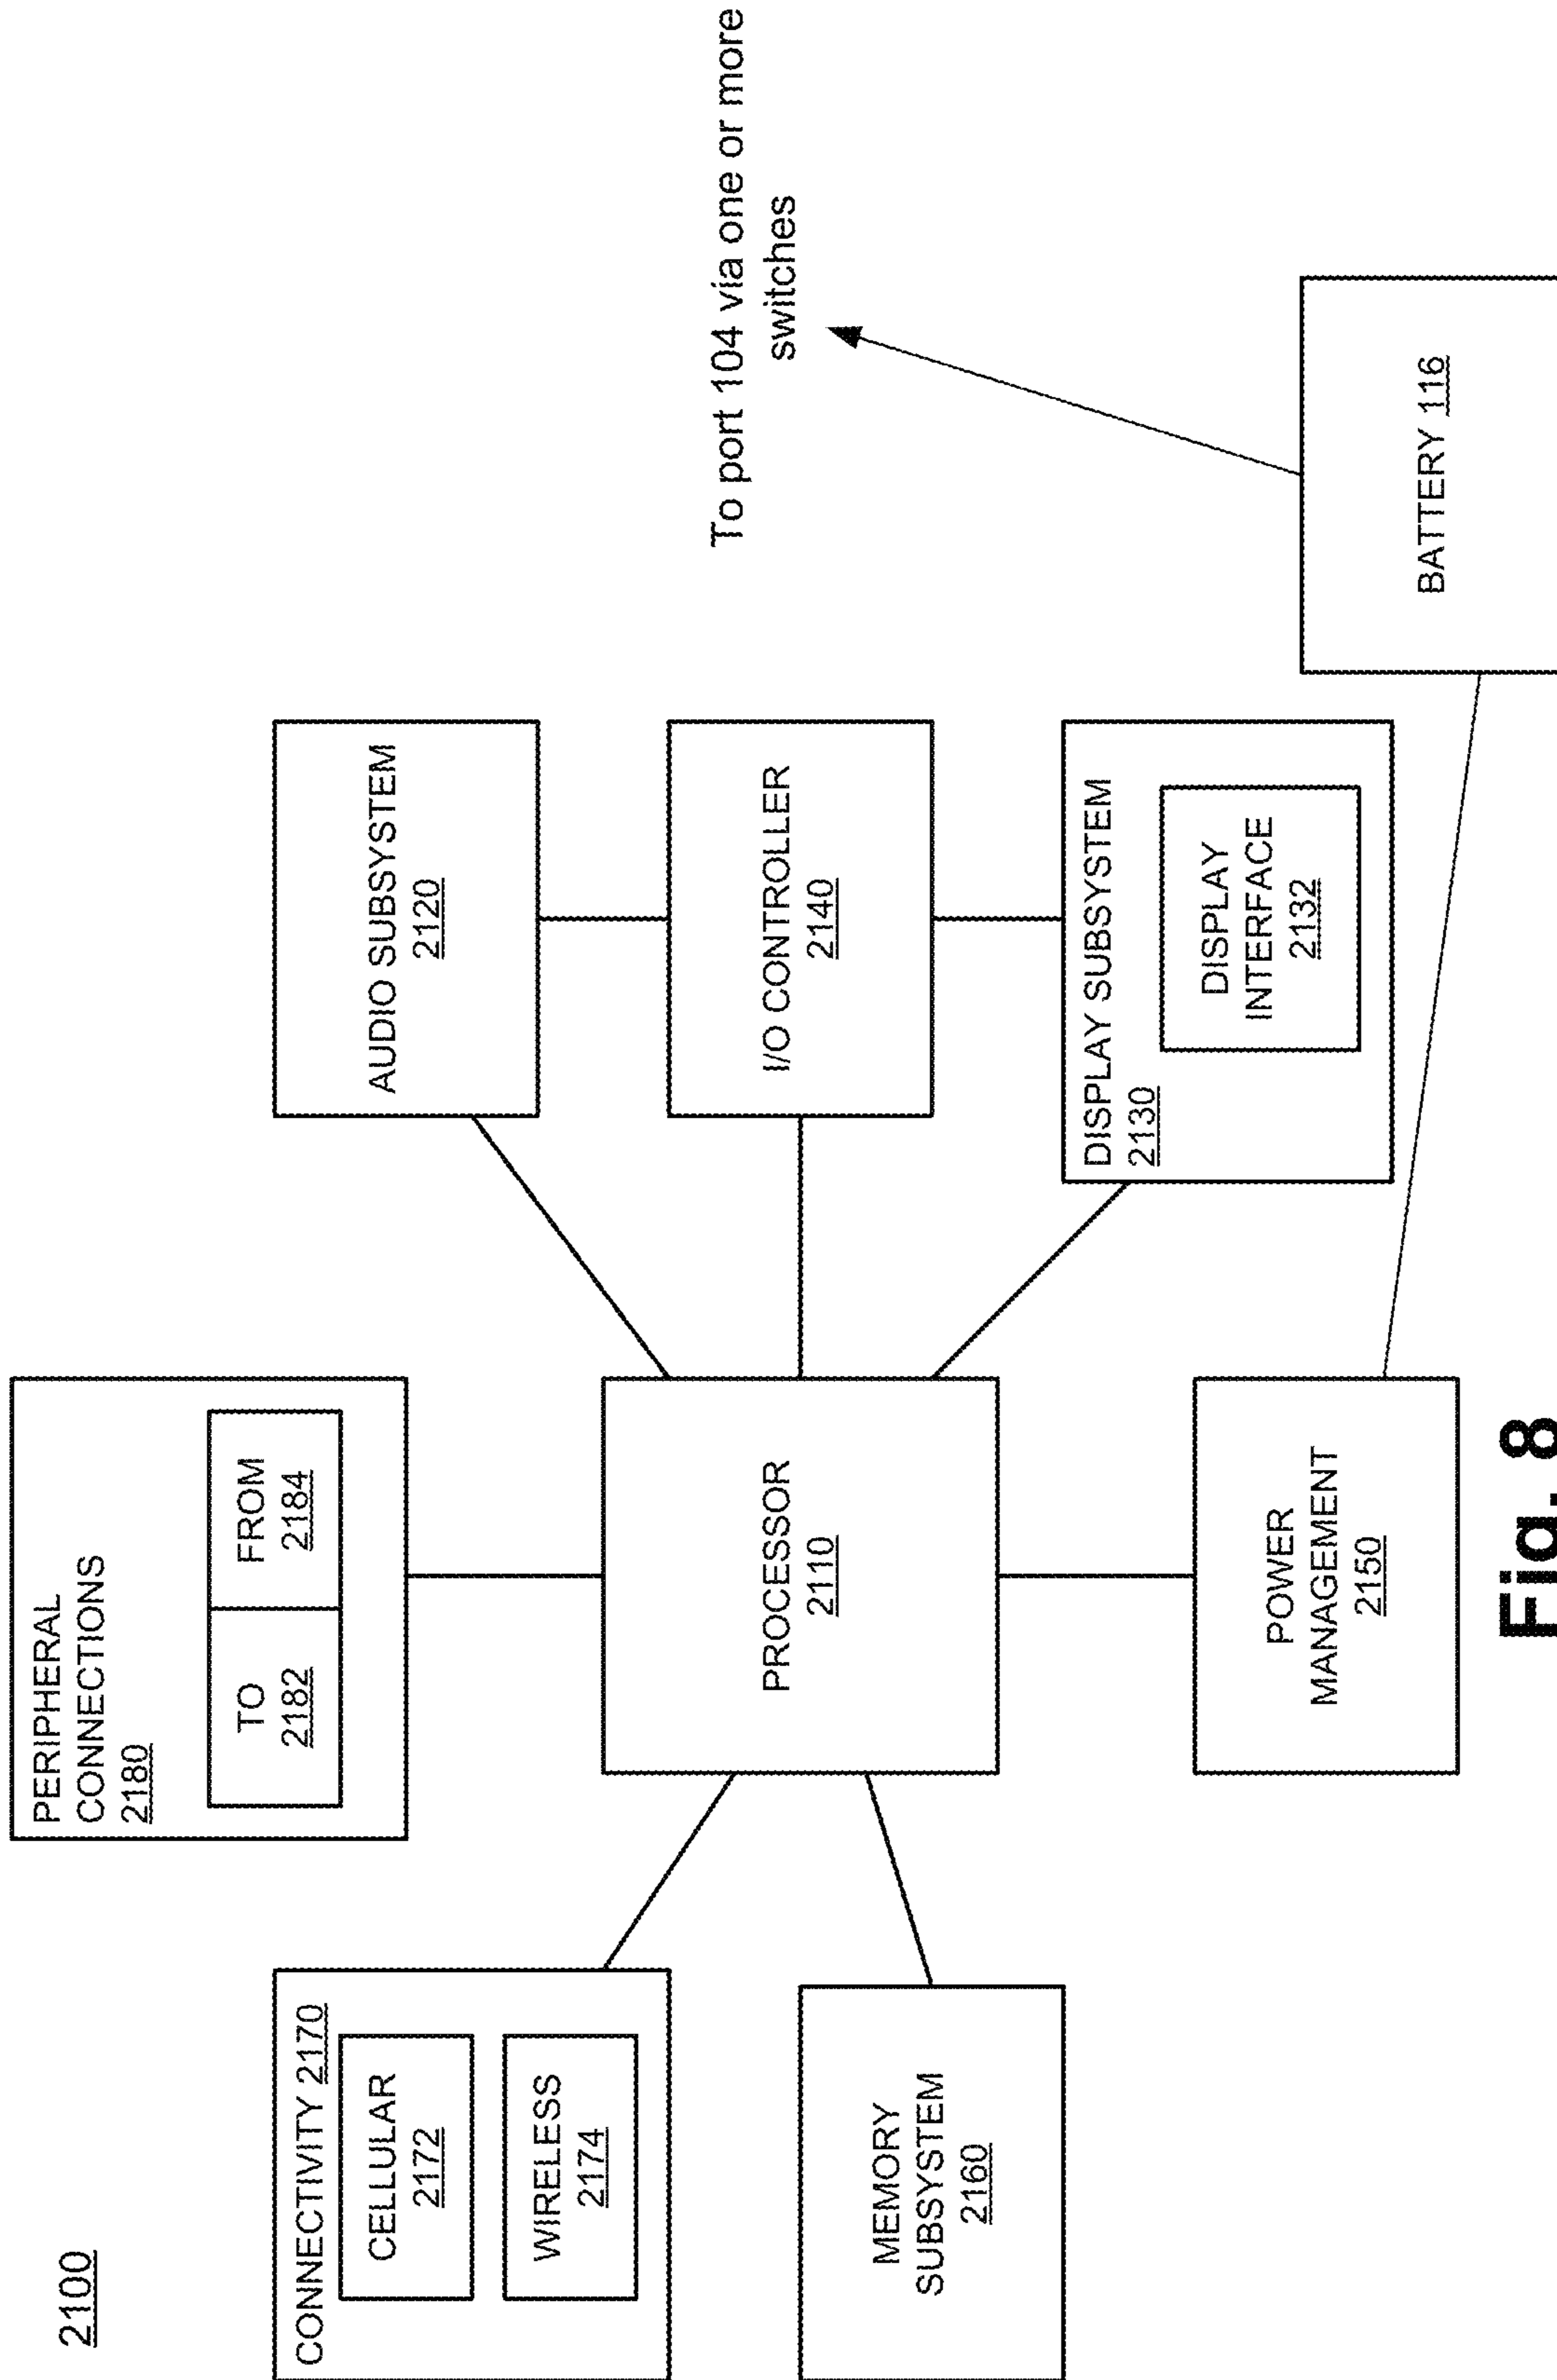 2100
PERIPHERAL
CONNECTIONS
2180
TO
2182
FROM
2184
CONNECTIVITY 2170
CELLULAR
2172
WIRELESS
2174
AUDIO SUBSYSTEM
2120
PROCESSOR
2110
I/O CONTROLLER
2140
To port 104 via one or more
switches
MEMORY
SUBSYSTEM
2160
DISPLAY SUBSYSTEM
2130
DISPLAY
INTERFACE
2132
POWER
MANAGEMENT
2150
BATTERY 116
Fig. 8